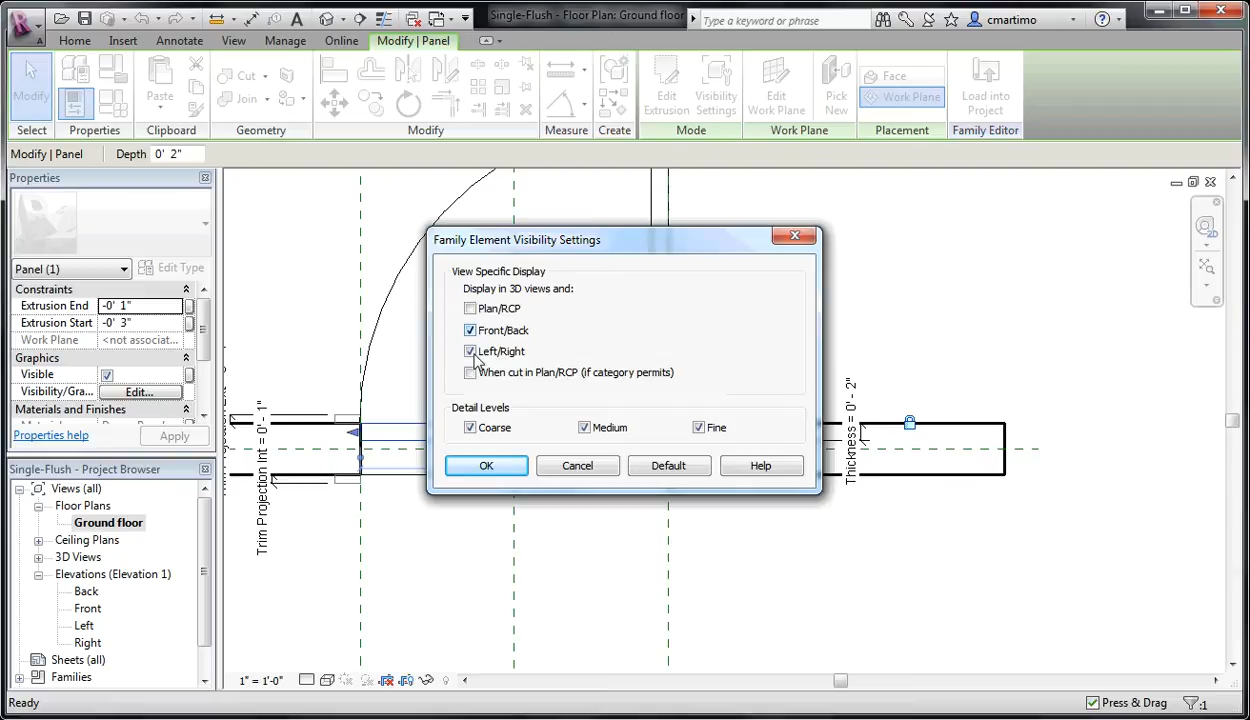 Single-Flush - Floor Plan: Ground floor
Type a keyword or phrase
cmartimo
Home
Insert
Annotate
View
Manage
Online
Modify | Panel
Modify
Paste
Cut
Join
Edit
Extrusion
Visibility
Settings
Edit
Work Plane
Pick
New
Face
Work Plane
Load into
Project
Select
Properties
Clipboard
Geometry
Modify
Measure
Create
Mode
Work Plane
Placement
Family Editor
Modify | Panel
Depth
0' 2"
Properties
Panel (1)
Edit Type
Constraints
Extrusion End
-0' 1"
Extrusion Start
-0' 3"
Work Plane
<not associat...
Graphics
Visible
Visibility/Gra...
Edit...
Materials and Finishes
Properties help
Apply
Single-Flush - Project Browser
Views (all)
Floor Plans
Ground floor
Ceiling Plans
3D Views
Elevations (Elevation 1)
Back
Front
Left
Right
Sheets (all)
Families
Family Element Visibility Settings
View Specific Display
Display in 3D views and:
Plan/RCP
Front/Back
Left/Right
When cut in Plan/RCP (if category permits)
Detail Levels
Coarse
Medium
Fine
OK
Cancel
Default
Help
Trim Projection Int = 0' - 1"
Thickness = 0' - 2"
2D
1" = 1'-0"
Ready
Press & Drag
:1